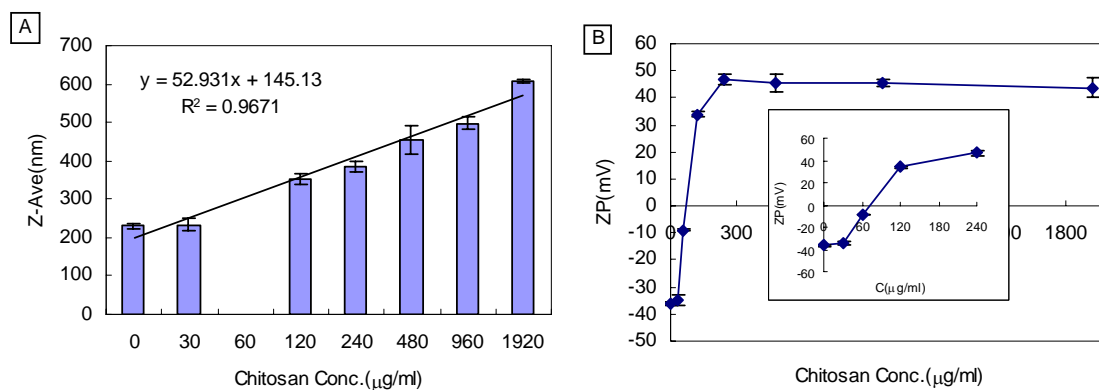 A
700
600
500
400
300
200
100
0
Z-Ave(nm)
y = 52.931x + 145.13
R² = 0.9671
0 30 60 120 240 480 960 1920
Chitosan Conc.(μg/ml)
B
60
50
40
30
20
10
0
-10
-20
-30
-40
-50
ZP(mV)
0 300 00 1800
Chitosan Conc.(μg/ml)
60
40
20
0
-20
-40
-60
ZP(mV)
0 60 120 180 240
C(μg/ml)